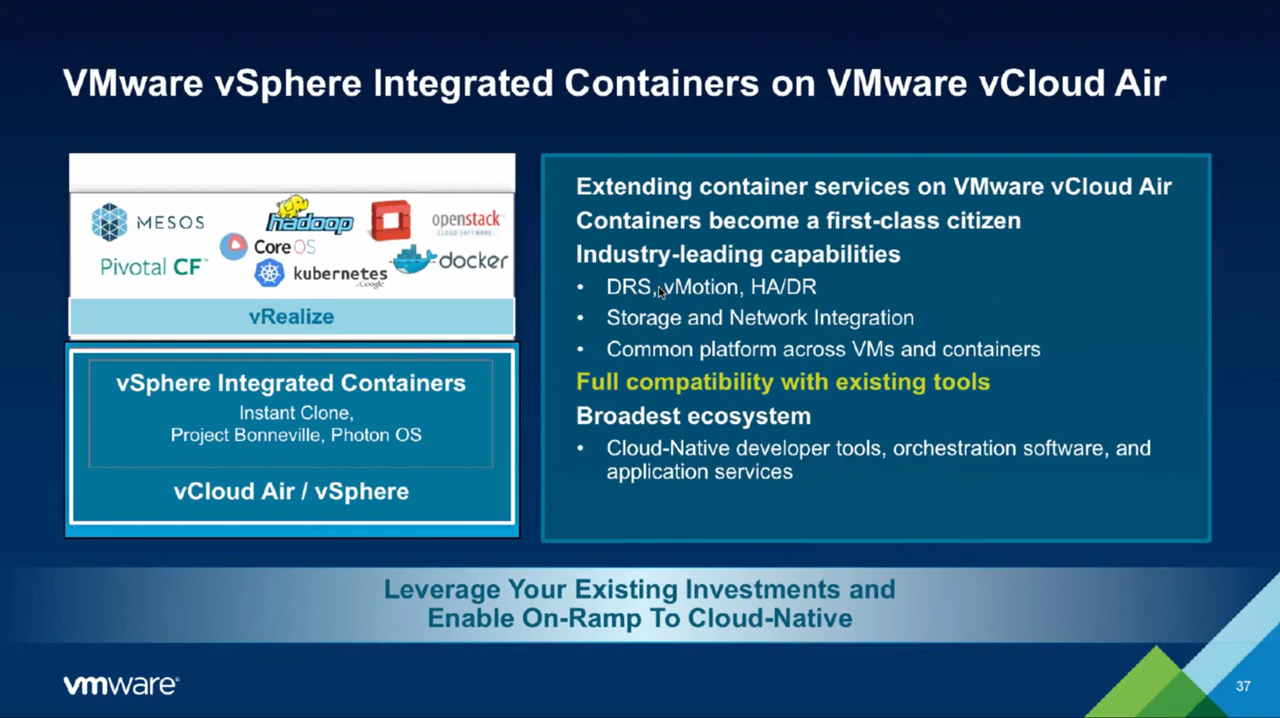 VMware vSphere Integrated Containers on VMware vCloud Air
MESOS
hadoop
openstack
CLOUD SOFTWARE
CoreOS
Pivotal CF™
kubernetes
by Google
docker
vRealize
vSphere Integrated Containers
Instant Clone,
Project Bonneville, Photon OS
vCloud Air / vSphere
Extending container services on VMware vCloud Air
Containers become a first-class citizen
Industry-leading capabilities
• DRS, vMotion, HA/DR
• Storage and Network Integration
• Common platform across VMs and containers
Full compatibility with existing tools
Broadest ecosystem
• Cloud-Native developer tools, orchestration software, and
application services
Leverage Your Existing Investments and
Enable On-Ramp To Cloud-Native
vmware®
37